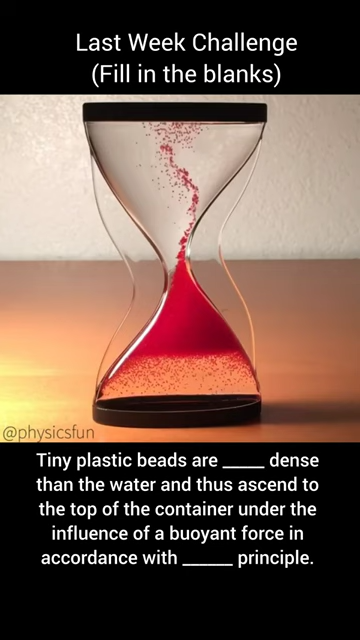 Last Week Challenge
(Fill in the blanks)
@physicsfun
Tiny plastic beads are _____ dense
than the water and thus ascend to
the top of the container under the
influence of a buoyant force in
accordance with ______ principle.